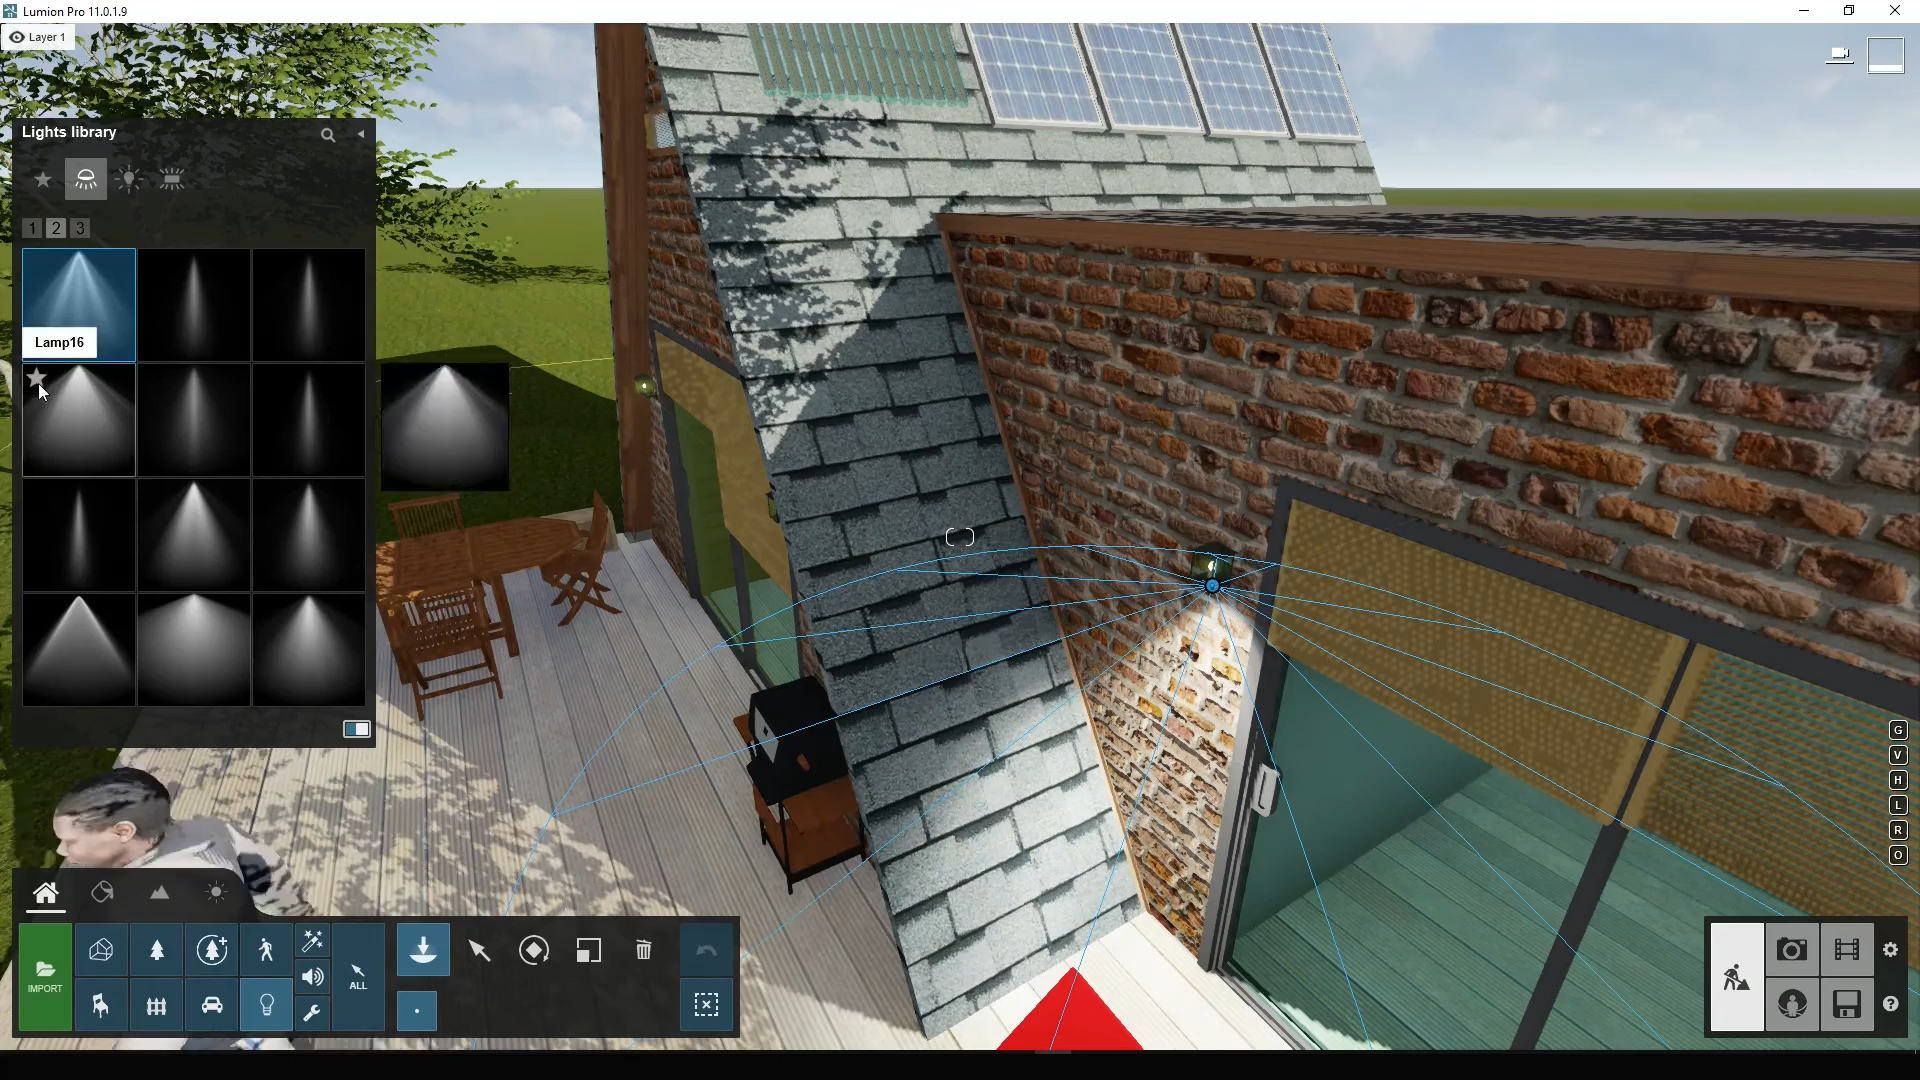 Lumion Pro 11.0.1.9
Layer 1
Lights library
1 2 3
Lamp16
G
V
H
L
R
O
IMPORT
ALL
?